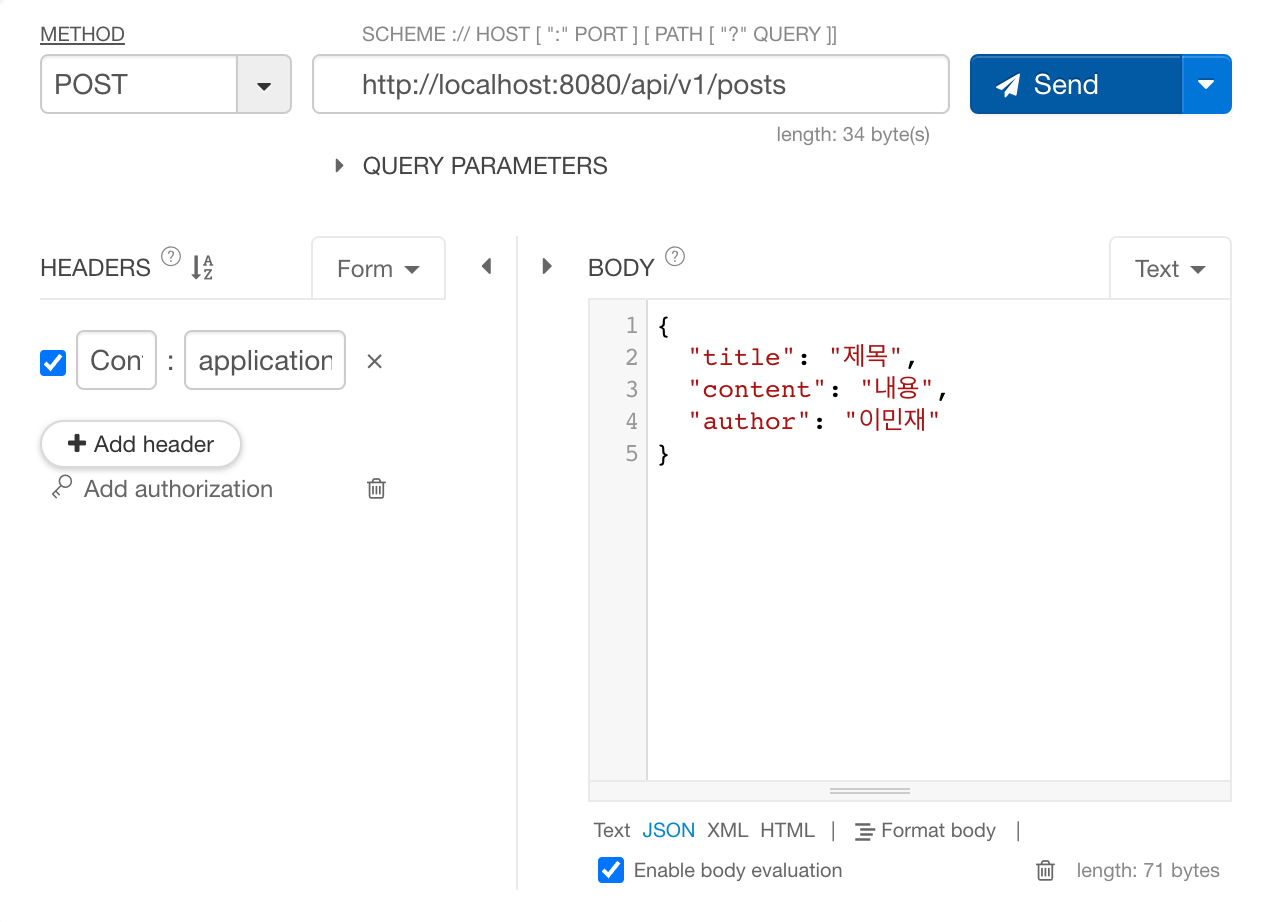 METHOD
SCHEME :// HOST [ ":" PORT ] [ PATH [ "?" QUERY ]]
POST
http://localhost:8080/api/v1/posts
Send
length: 34 byte(s)
QUERY PARAMETERS
HEADERS ? A Z
Form
BODY ?
Text
Con : application ×
Add header
Add authorization
1 {
2 "title": "제목",
3 "content": "내용",
4 "author": "이민재"
5 }
Text JSON XML HTML | Format body |
Enable body evaluation
length: 71 bytes